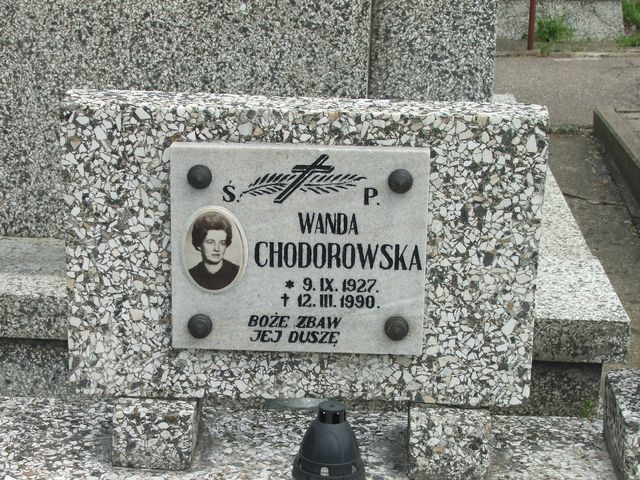 Ś. P.
WANDA
CHODOROWSKA
* 9. IX. 1927.
† 12. III. 1990.
BOŻE ZBAW
JEJ DUSZĘ